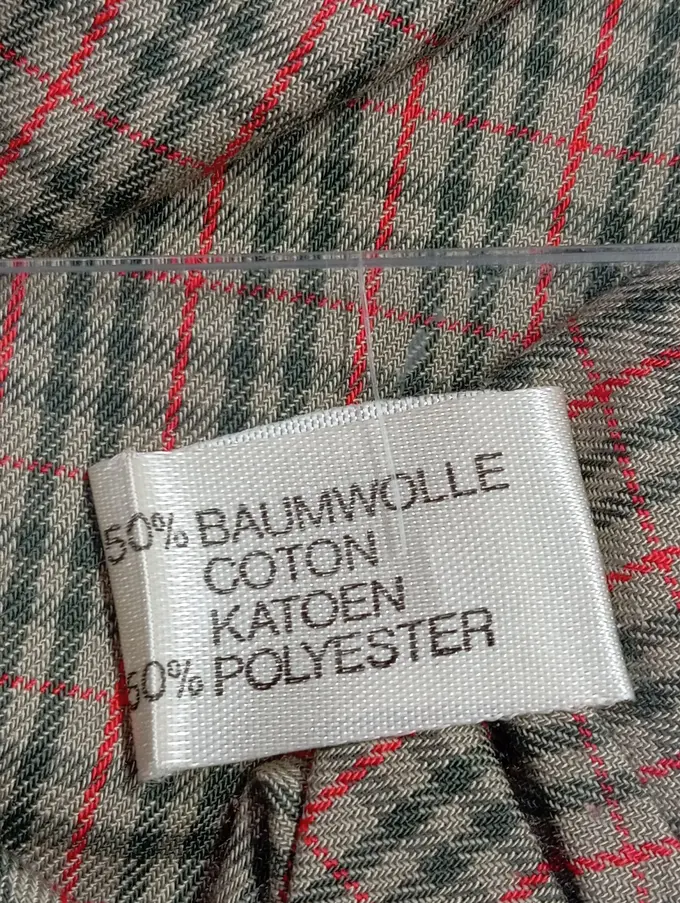 50% BAUMWOLLE
COTON
KATOEN
50% POLYESTER